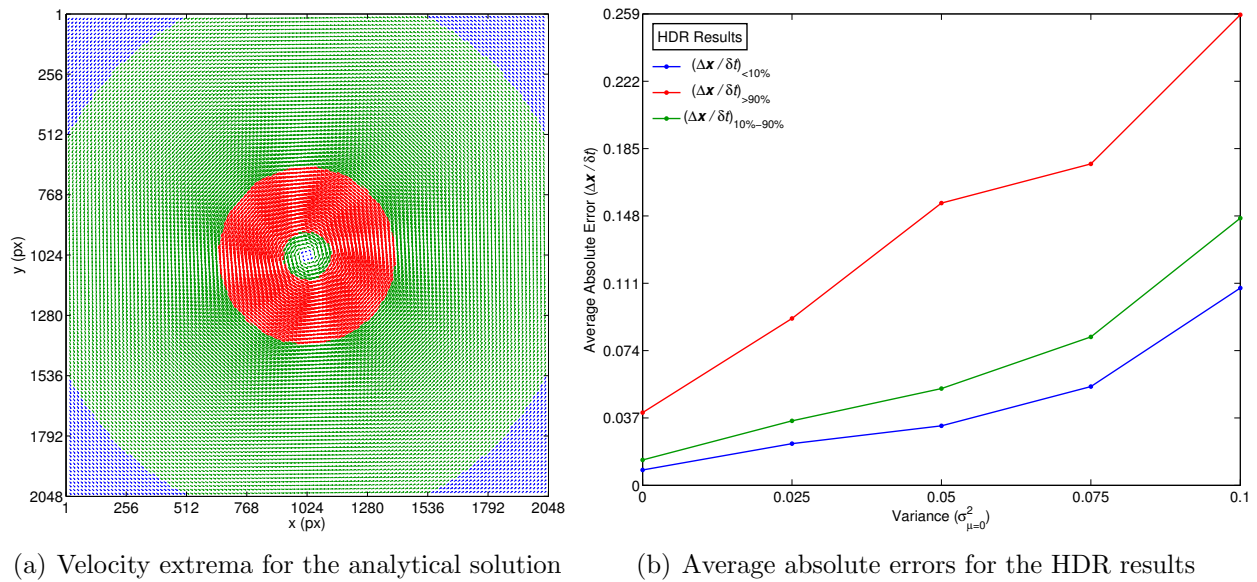 1
256
512
768
1024
1280
1536
1792
2048
y (px)
1 256 512 768 1024 1280 1536 1792 2048
x (px)
(a) Velocity extrema for the analytical solution
0.259
0.222
0.185
0.148
0.111
0.074
0.037
0
Average Absolute Error (Δx / δt)
HDR Results
(Δx / δt)<10%
(Δx / δt)>90%
(Δx / δt)10%−90%
0 0.025 0.05 0.075 0.1
Variance (σ²μ=0)
(b) Average absolute errors for the HDR results